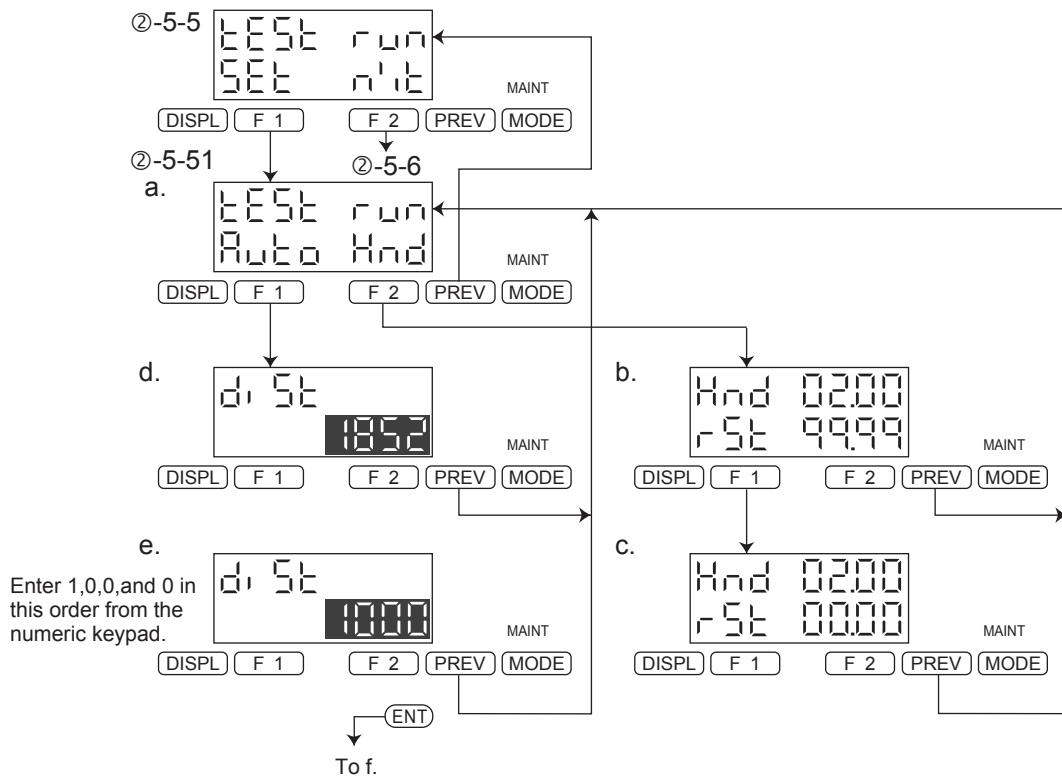 ②-5-5
tESt run
SEt n'it
MAINT
DISPL F 1 F 2 PREV MODE
②-5-51
②-5-6
a.
tESt run
Auto Hnd
MAINT
DISPL F 1 F 2 PREV MODE
d.
di St
1852
MAINT
DISPL F 1 F 2 PREV MODE
b.
Hnd 02.00
rSt 99.99
MAINT
DISPL F 1 F 2 PREV MODE
e.
Enter 1,0,0,and 0 in
this order from the
numeric keypad.
di St
1000
MAINT
DISPL F 1 F 2 PREV MODE
c.
Hnd 02.00
rSt 00.00
MAINT
DISPL F 1 F 2 PREV MODE
ENT
To f.